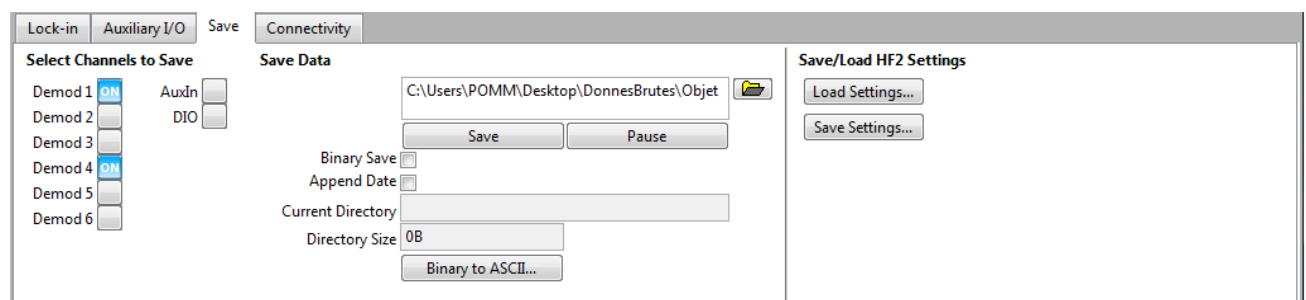 Lock-in Auxiliary I/O Save Connectivity
Select Channels to Save Save Data Save/Load HF2 Settings
Demod 1 ON AuxIn C:\Users\POMM\Desktop\DonnesBrutes\Objet Load Settings...
Demod 2 DIO Save Settings...
Demod 3 Save Pause
Demod 4 ON Binary Save
Demod 5 Append Date
Demod 6 Current Directory
Directory Size 0B
Binary to ASCII...